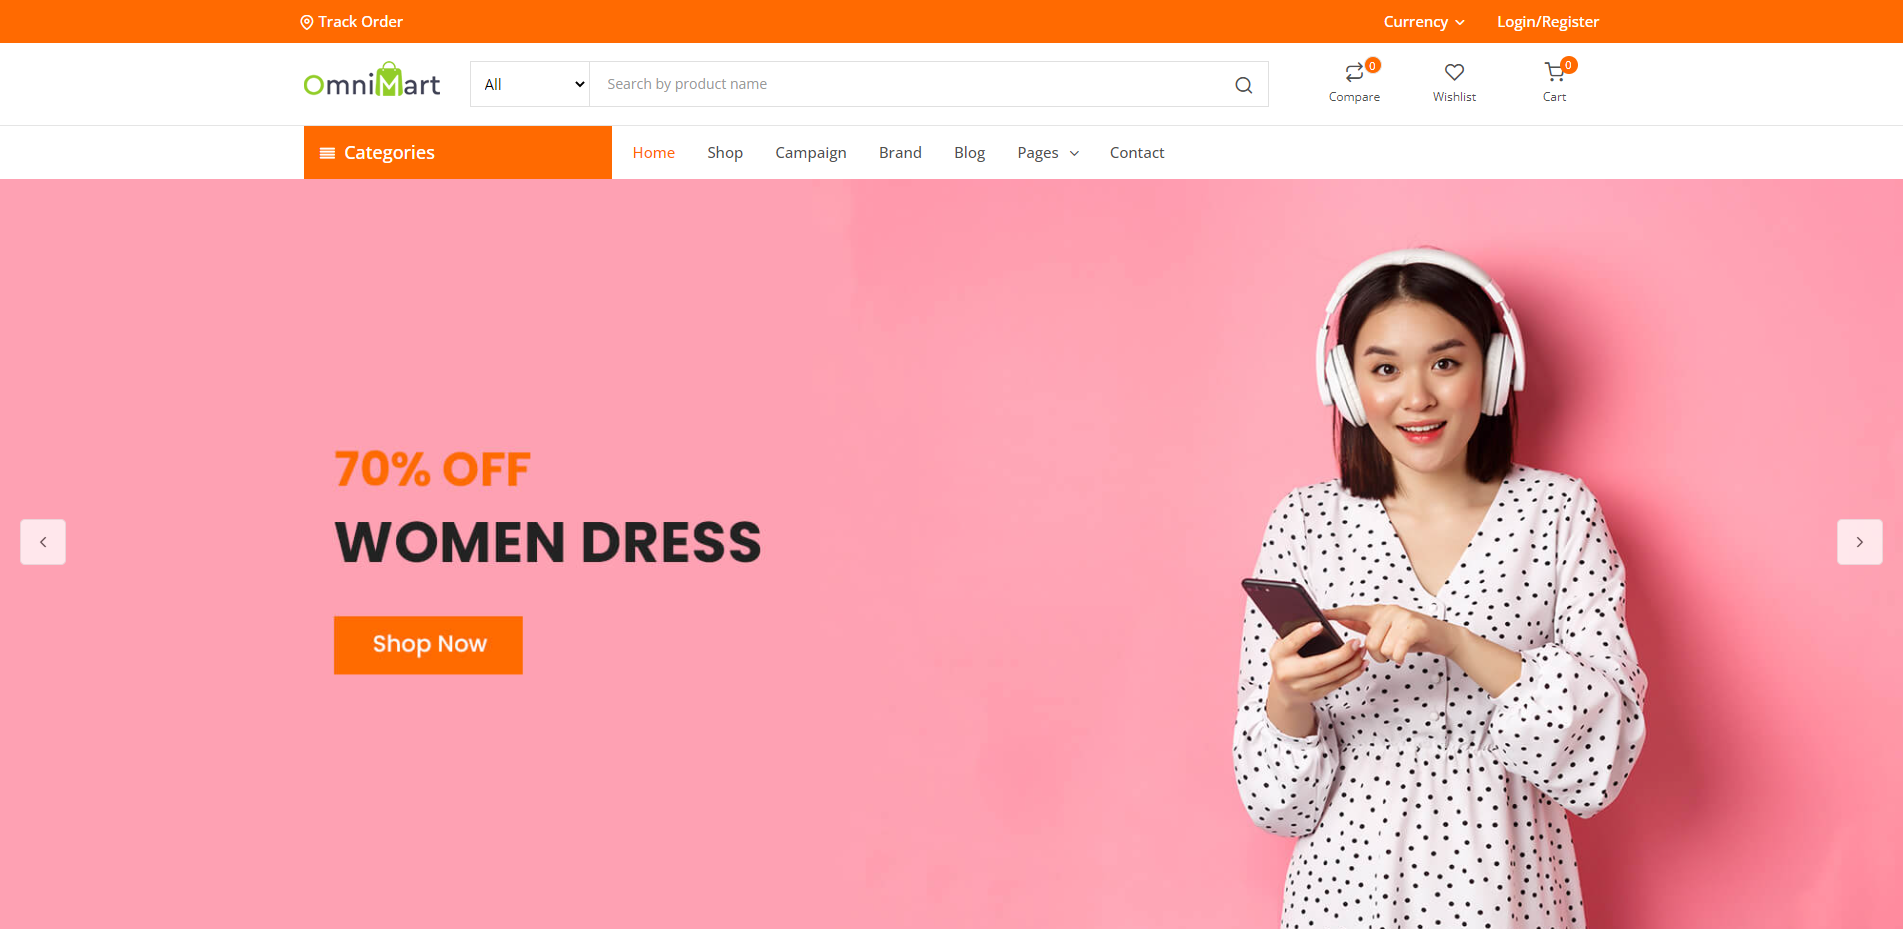 Track Order
Currency
Login/Register
OmniMart
All
Search by product name
0
Compare
Wishlist
0
Cart
Categories
Home
Shop
Campaign
Brand
Blog
Pages
Contact
70% OFF
WOMEN DRESS
Shop Now